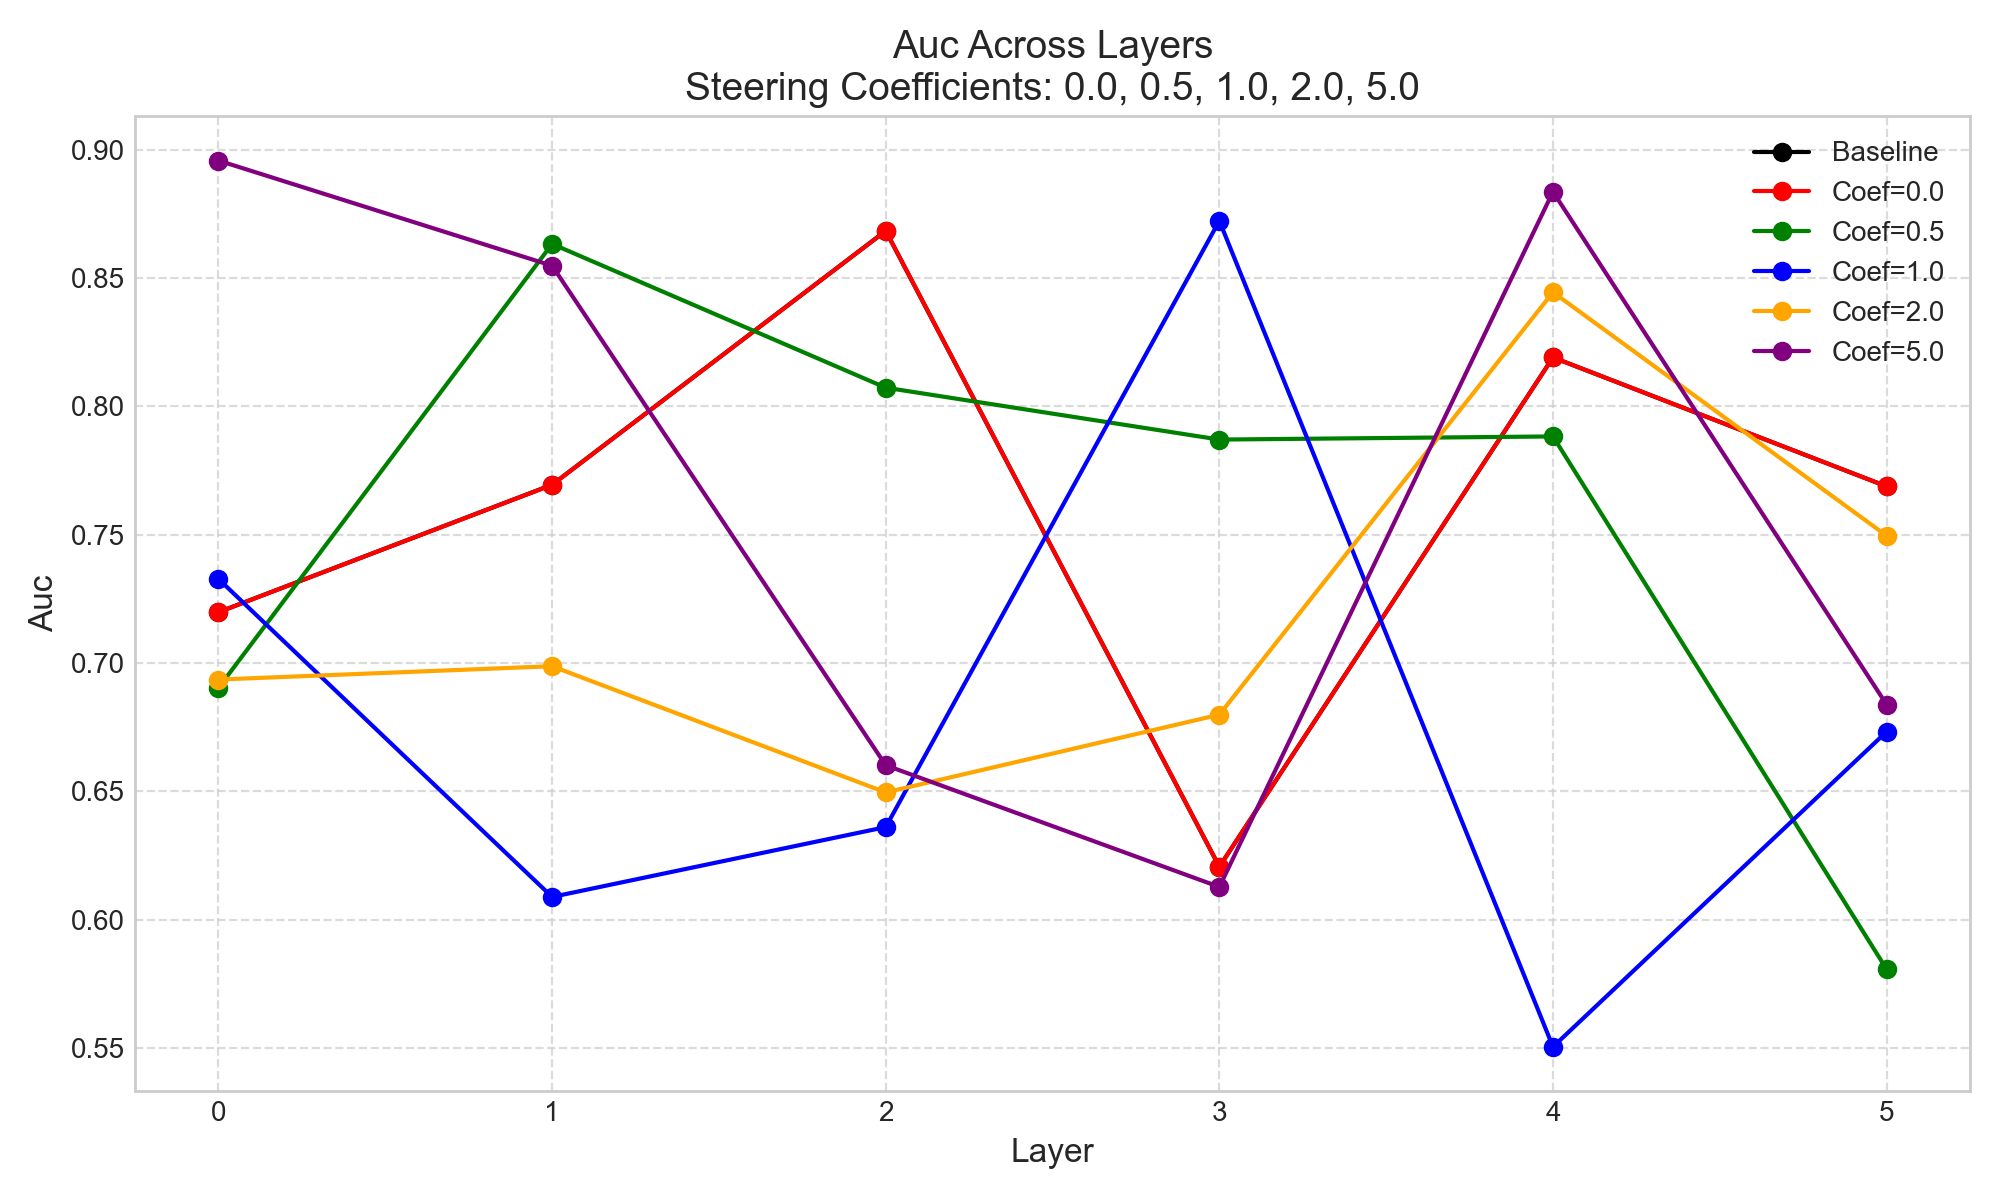 Auc Across Layers
Steering Coefficients: 0.0, 0.5, 1.0, 2.0, 5.0
0.90
0.85
0.80
0.75
0.70
0.65
0.60
0.55
Auc
Baseline
Coef=0.0
Coef=0.5
Coef=1.0
Coef=2.0
Coef=5.0
0 1 2 3 4 5
Layer